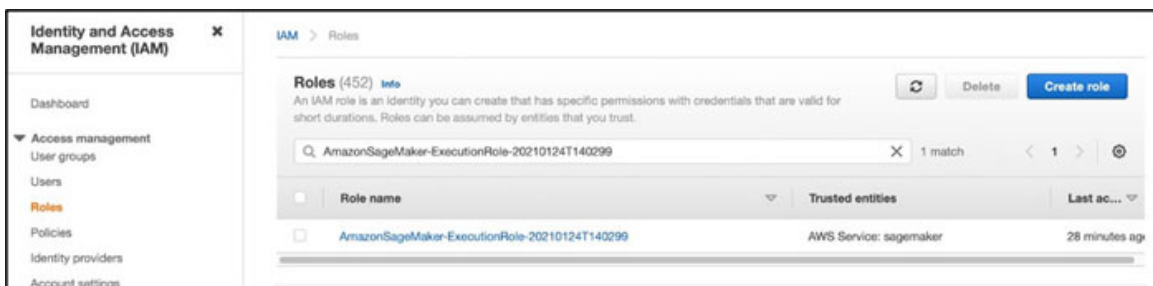 Identity and Access
Management (IAM)
Dashboard
Access management
User groups
Users
Roles
Policies
Identity providers
Account settings
IAM > Roles
Roles (452) Info
An IAM role is an identity you can create that has specific permissions with credentials that are valid for
short durations. Roles can be assumed by entities that you trust.
Delete
Create role
AmazonSageMaker-ExecutionRole-20210124T140299
1 match
1
Role name
Trusted entities
Last ac...
AmazonSageMaker-ExecutionRole-20210124T140299
AWS Service: sagemaker
28 minutes ago